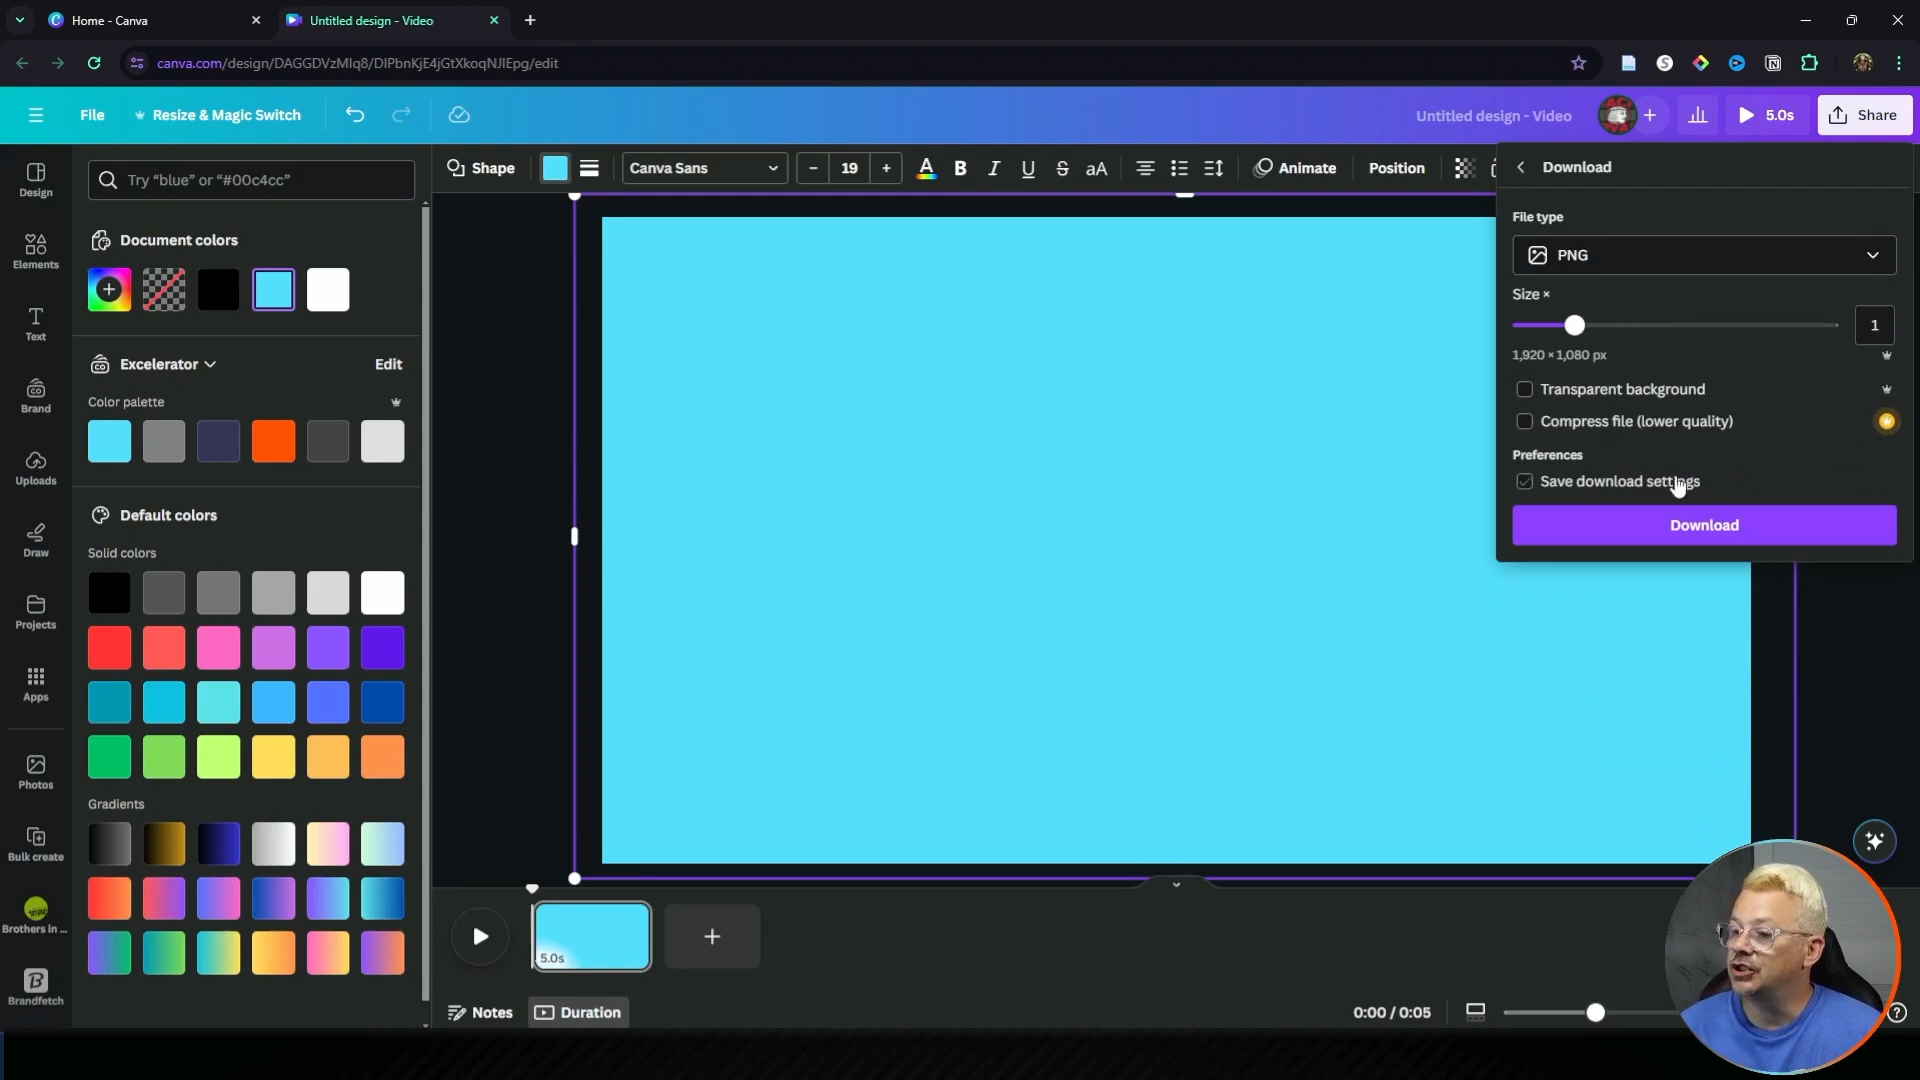 Home - Canva
Untitled design - Video
canva.com/design/DAGGDVzMlq8/DlPbnKjE4jGtXkoqNJlEpg/edit
File
Resize & Magic Switch
Untitled design - Video
5.0s
Share
Design
Elements
Text
Brand
Uploads
Draw
Projects
Apps
Photos
Bulk create
Brothers in ...
Brandfetch
Try “blue” or “#00c4cc”
Document colors
Excelerator
Edit
Color palette
Default colors
Solid colors
Gradients
Shape
Canva Sans
– 19 +
A B I U S aA
Animate
Position
Download
File type
PNG
Size ×
1
1,920 × 1,080 px
Transparent background
Compress file (lower quality)
Preferences
Save download settings
Download
5.0s
Notes
Duration
0:00 / 0:05